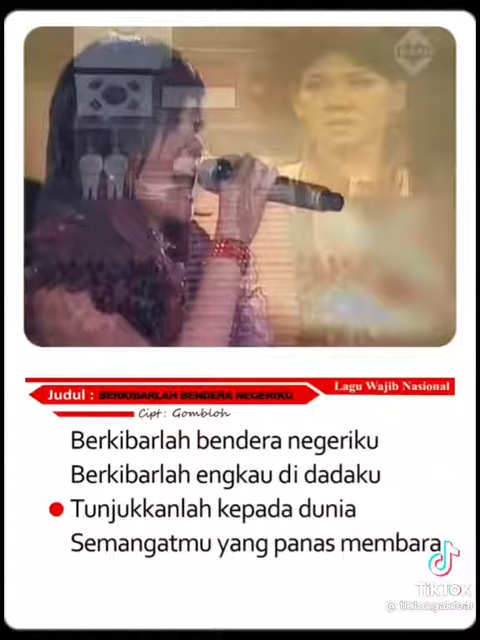 Judul : BERKIBARLAH BENDERA NEGERIKU
Lagu Wajib Nasional
Cipt : Gombloh
Berkibarlah bendera negeriku
Berkibarlah engkau di dadaku
Tunjukkanlah kepada dunia
Semangatmu yang panas membara
TikTok